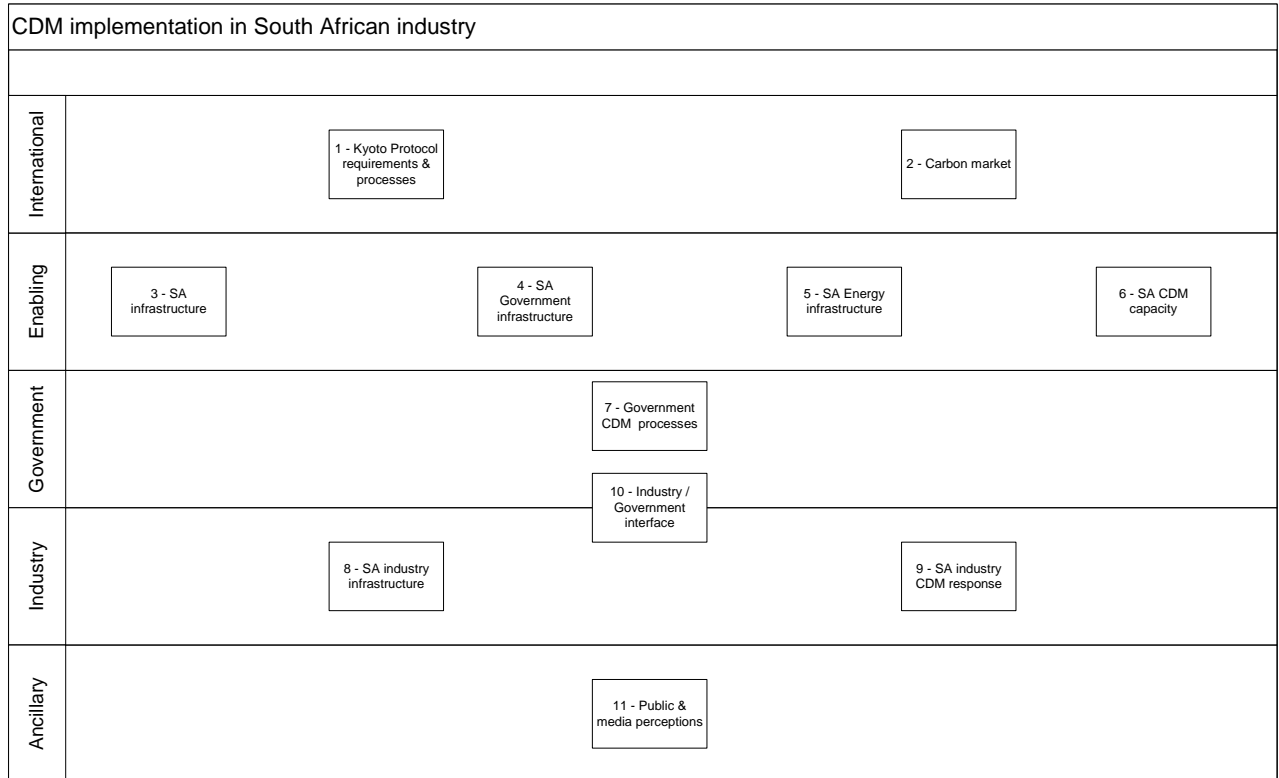 CDM implementation in South African industry
International
1 - Kyoto Protocol
requirements &
processes
2 - Carbon market
Enabling
3 - SA
infrastructure
4 - SA
Government
infrastructure
5 - SA Energy
infrastructure
6 - SA CDM
capacity
Government
7 - Government
CDM processes
10 - Industry /
Government
interface
Industry
8 - SA industry
infrastructure
9 - SA industry
CDM response
Ancillary
11 - Public &
media perceptions